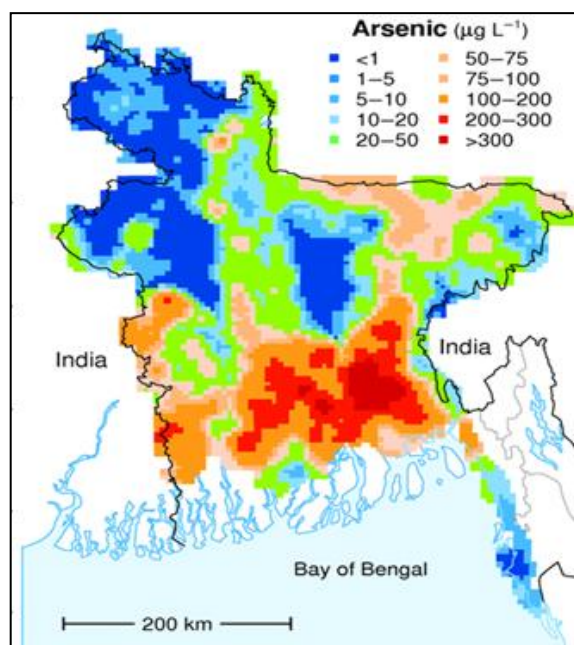 Arsenic (µg L⁻¹)
<1
1–5
5–10
10–20
20–50
50–75
75–100
100–200
200–300
>300
India
India
Bay of Bengal
200 km